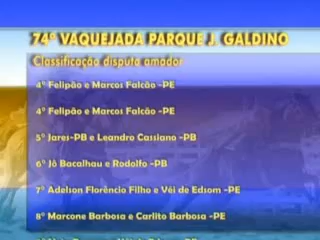 74º VAQUEJADA PARQUE J. GALDINO
Classificação disputa amador
4º Felipão e Marcos Falcão -PE
4º Felipão e Marcos Falcão -PE
5º Jares-PB e Leandro Cassiano -PB
6º Jô Bacalhau e Rodolfo -PB
7º Adelson Florêncio Filho e Véi de Edsom -PE
8º Marcone Barbosa e Carlito Barbosa -PE